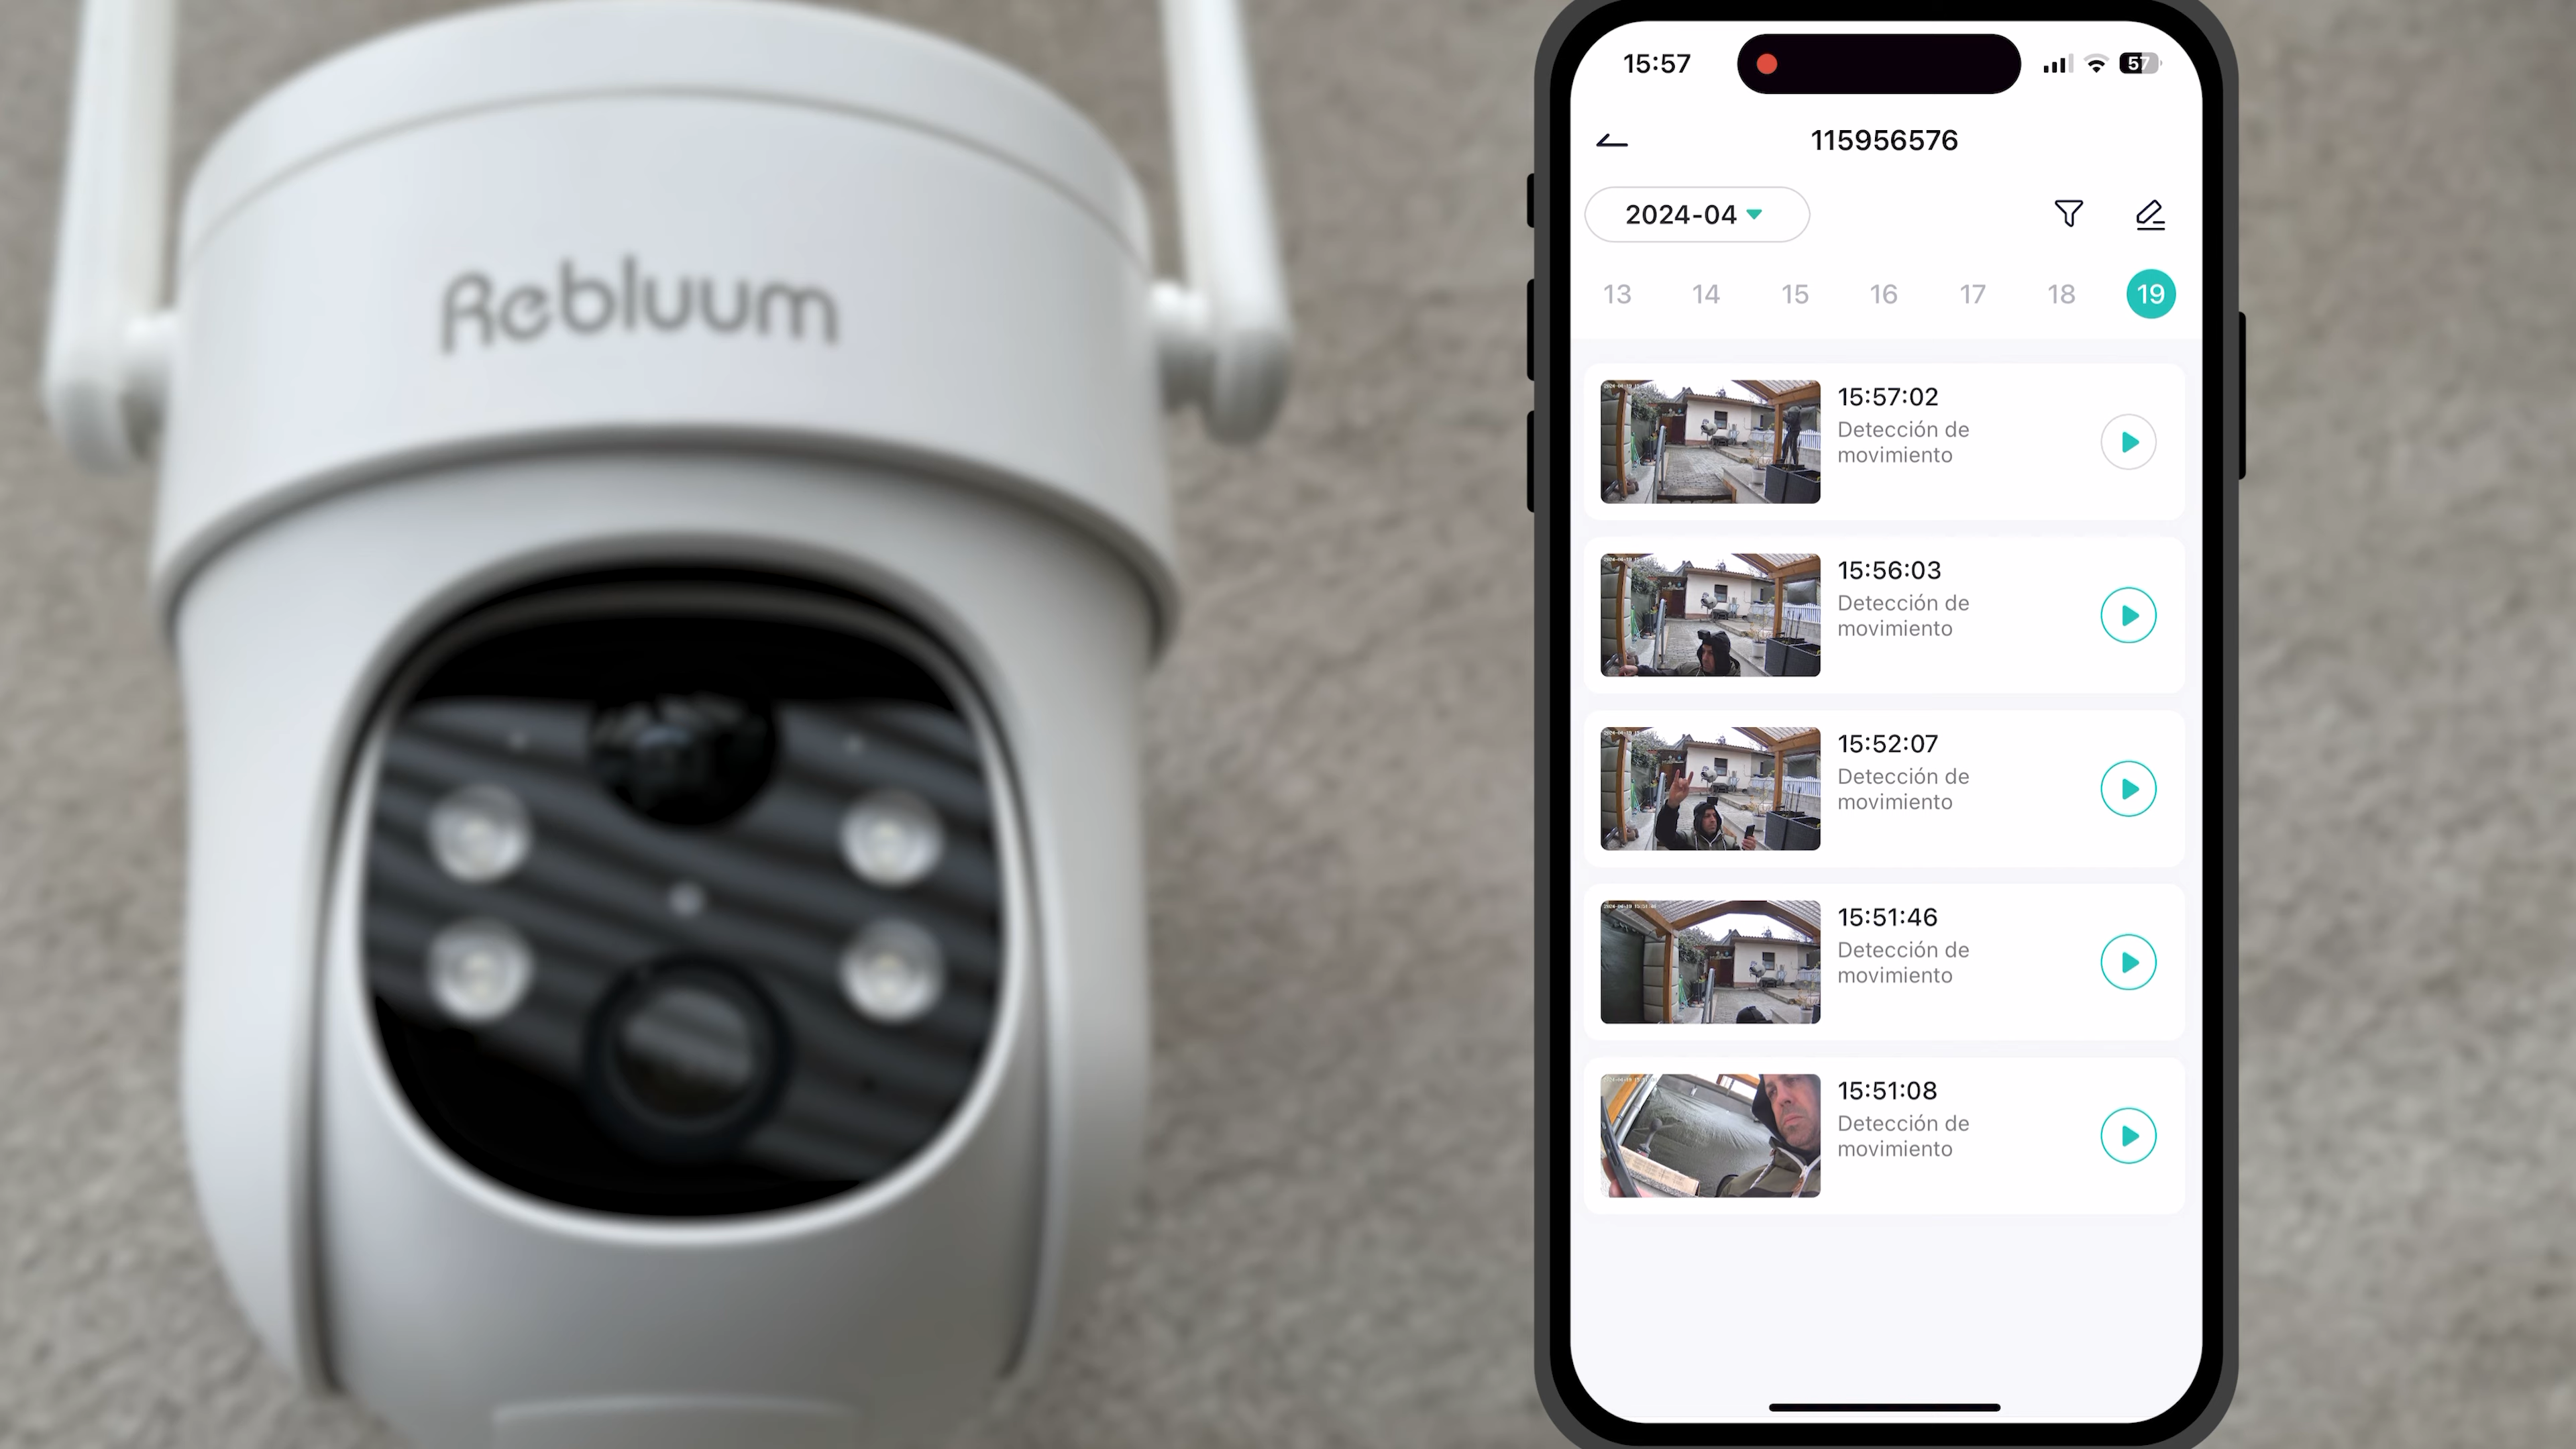 Rebluum
15:57
57
115956576
2024-04
13 14 15 16 17 18 19
15:57:02
Detección de
movimiento
15:56:03
Detección de
movimiento
15:52:07
Detección de
movimiento
15:51:46
Detección de
movimiento
15:51:08
Detección de
movimiento